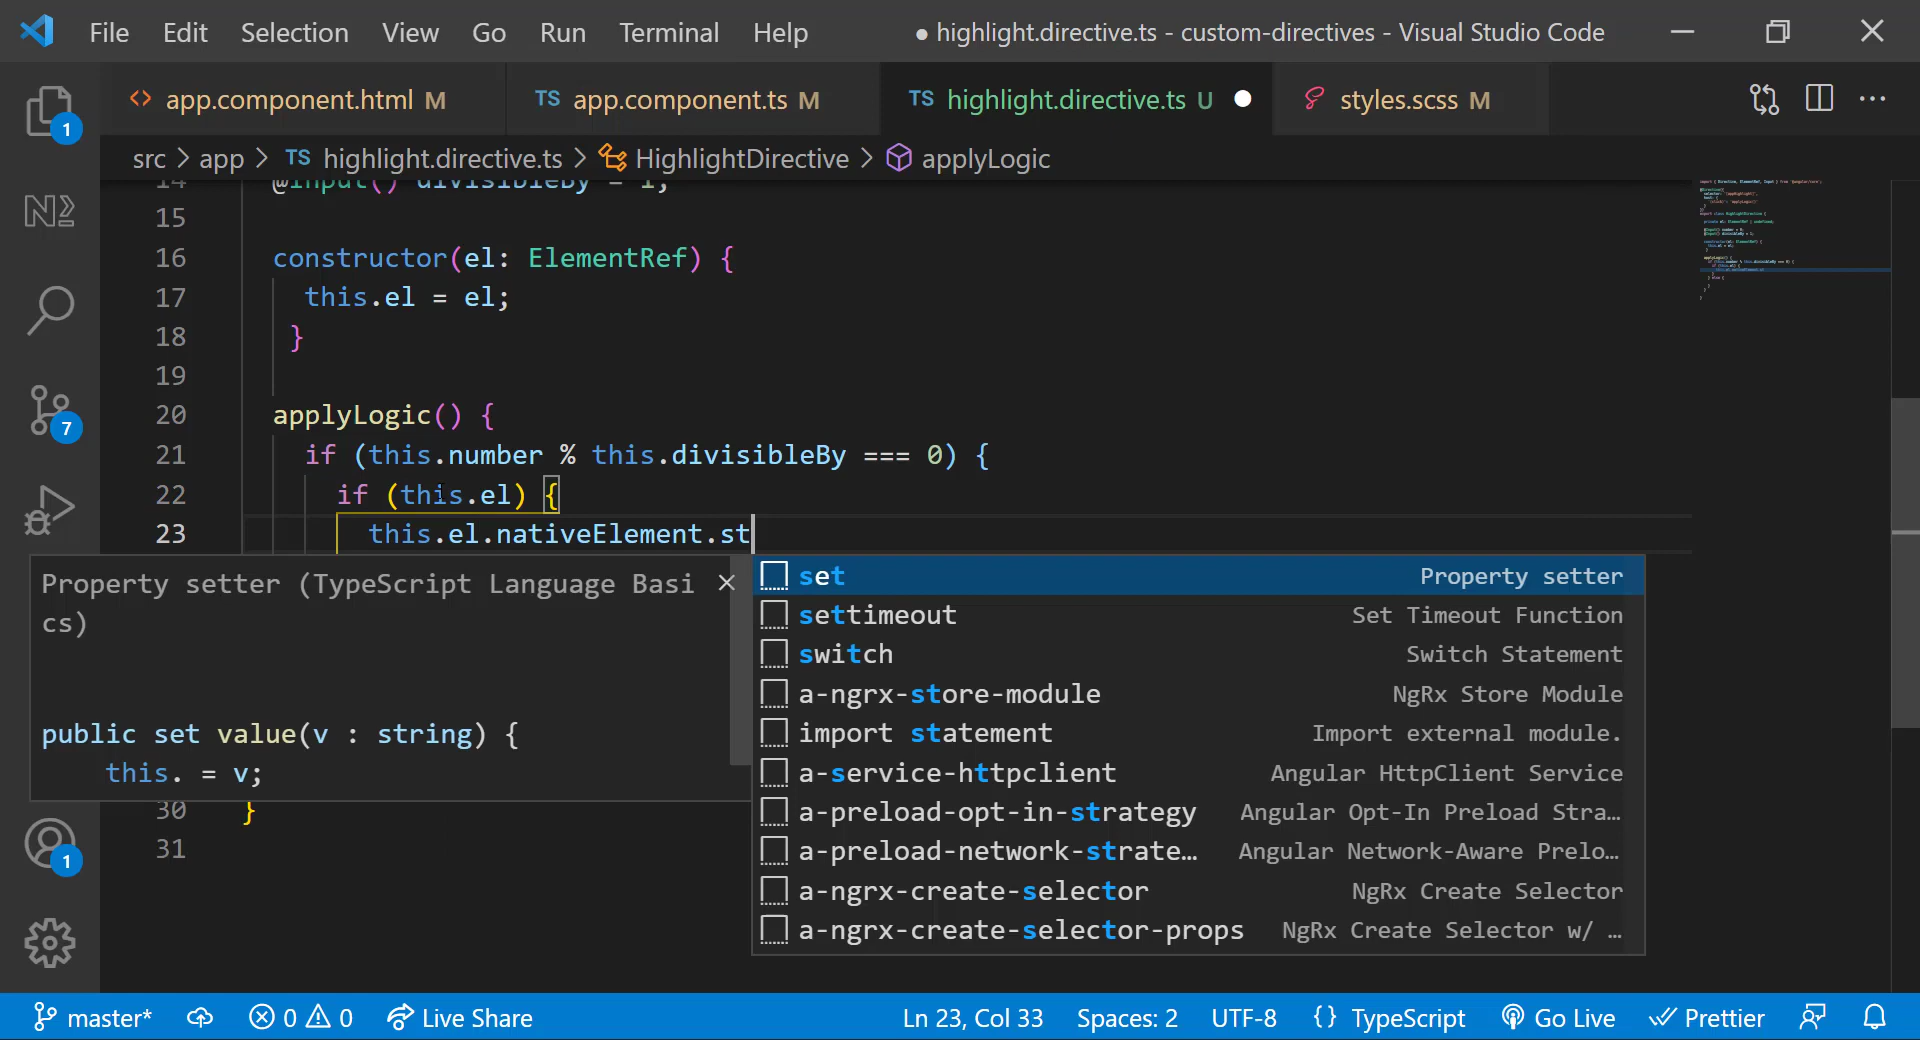 File Edit Selection View Go Run Terminal Help ● highlight.directive.ts - custom-directives - Visual Studio Code
app.component.html M TS app.component.ts M TS highlight.directive.ts U styles.scss M
src > app > TS highlight.directive.ts > HighlightDirective > applyLogic
14 @Input() divisibleBy = 1;
15
16 constructor(el: ElementRef) {
17 this.el = el;
18 }
19
20 applyLogic() {
21 if (this.number % this.divisibleBy === 0) {
22 if (this.el) {
23 this.el.nativeElement.st
Property setter (TypeScript Language Basi
cs)
public set value(v : string) {
this. = v;
set Property setter
settimeout Set Timeout Function
switch Switch Statement
a-ngrx-store-module NgRx Store Module
import statement Import external module.
a-service-httpclient Angular HttpClient Service
a-preload-opt-in-strategy Angular Opt-In Preload Stra…
a-preload-network-strate… Angular Network-Aware Prelo…
a-ngrx-create-selector NgRx Create Selector
a-ngrx-create-selector-props NgRx Create Selector w/ …
30 }
31
1
7
1
master* 0 0 Live Share Ln 23, Col 33 Spaces: 2 UTF-8 {} TypeScript Go Live Prettier